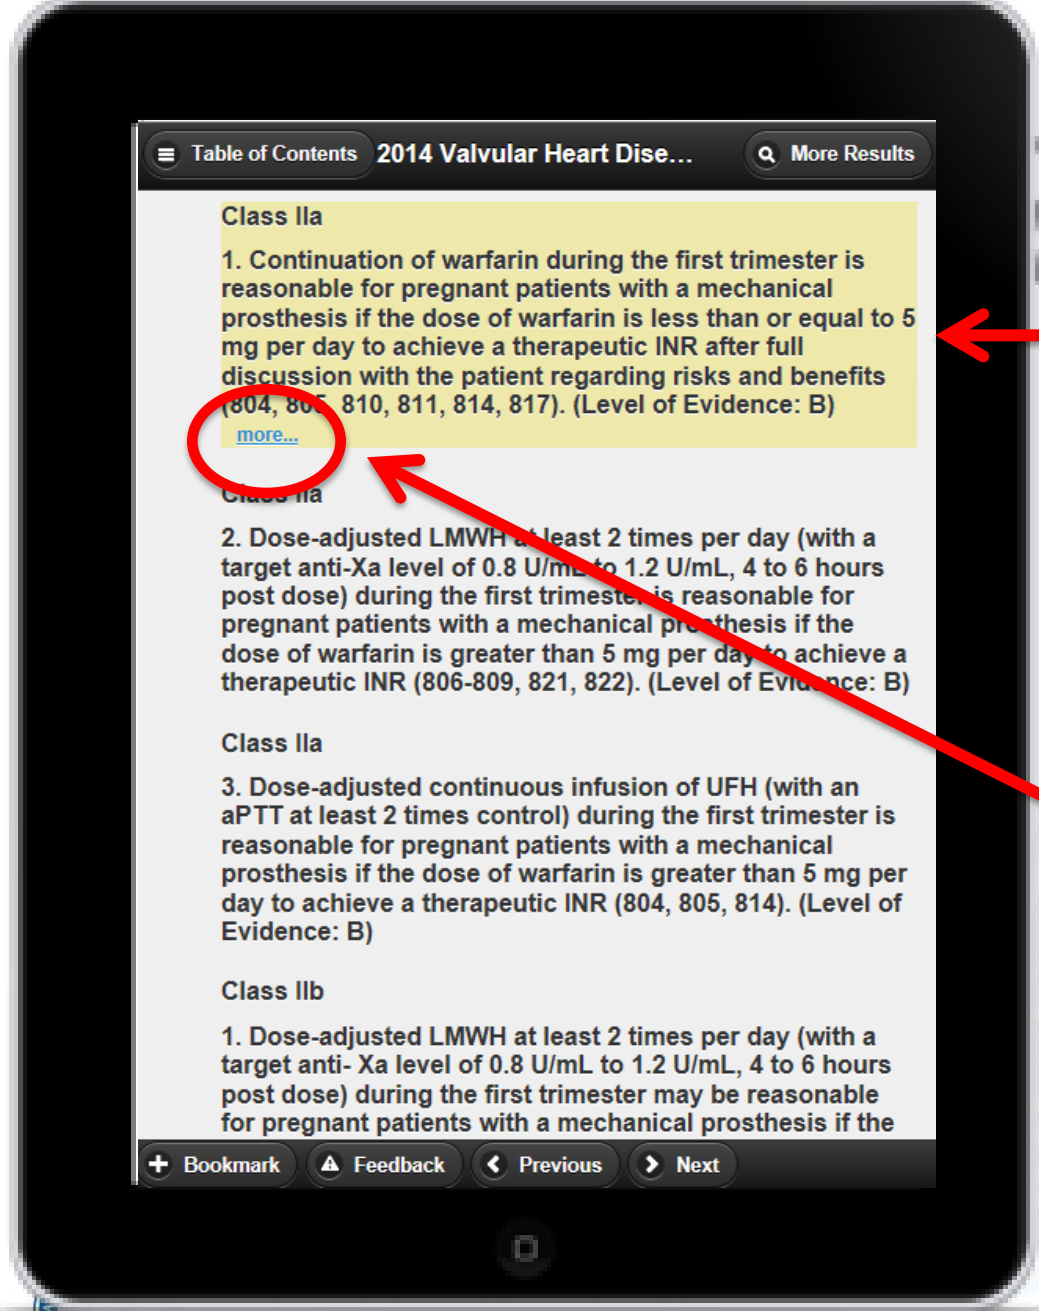 Table of Contents
2014 Valvular Heart Dise...
More Results
Class IIa
1. Continuation of warfarin during the first trimester is
reasonable for pregnant patients with a mechanical
prosthesis if the dose of warfarin is less than or equal to 5
mg per day to achieve a therapeutic INR after full
discussion with the patient regarding risks and benefits
(804, 805, 810, 811, 814, 817). (Level of Evidence: B)
more...
Class IIa
2. Dose-adjusted LMWH at least 2 times per day (with a
target anti-Xa level of 0.8 U/mL to 1.2 U/mL, 4 to 6 hours
post dose) during the first trimester is reasonable for
pregnant patients with a mechanical prosthesis if the
dose of warfarin is greater than 5 mg per day to achieve a
therapeutic INR (806-809, 821, 822). (Level of Evidence: B)
Class IIa
3. Dose-adjusted continuous infusion of UFH (with an
aPTT at least 2 times control) during the first trimester is
reasonable for pregnant patients with a mechanical
prosthesis if the dose of warfarin is greater than 5 mg per
day to achieve a therapeutic INR (804, 805, 814). (Level of
Evidence: B)
Class IIb
1. Dose-adjusted LMWH at least 2 times per day (with a
target anti- Xa level of 0.8 U/mL to 1.2 U/mL, 4 to 6 hours
post dose) during the first trimester may be reasonable
for pregnant patients with a mechanical prosthesis if the
Bookmark
Feedback
Previous
Next